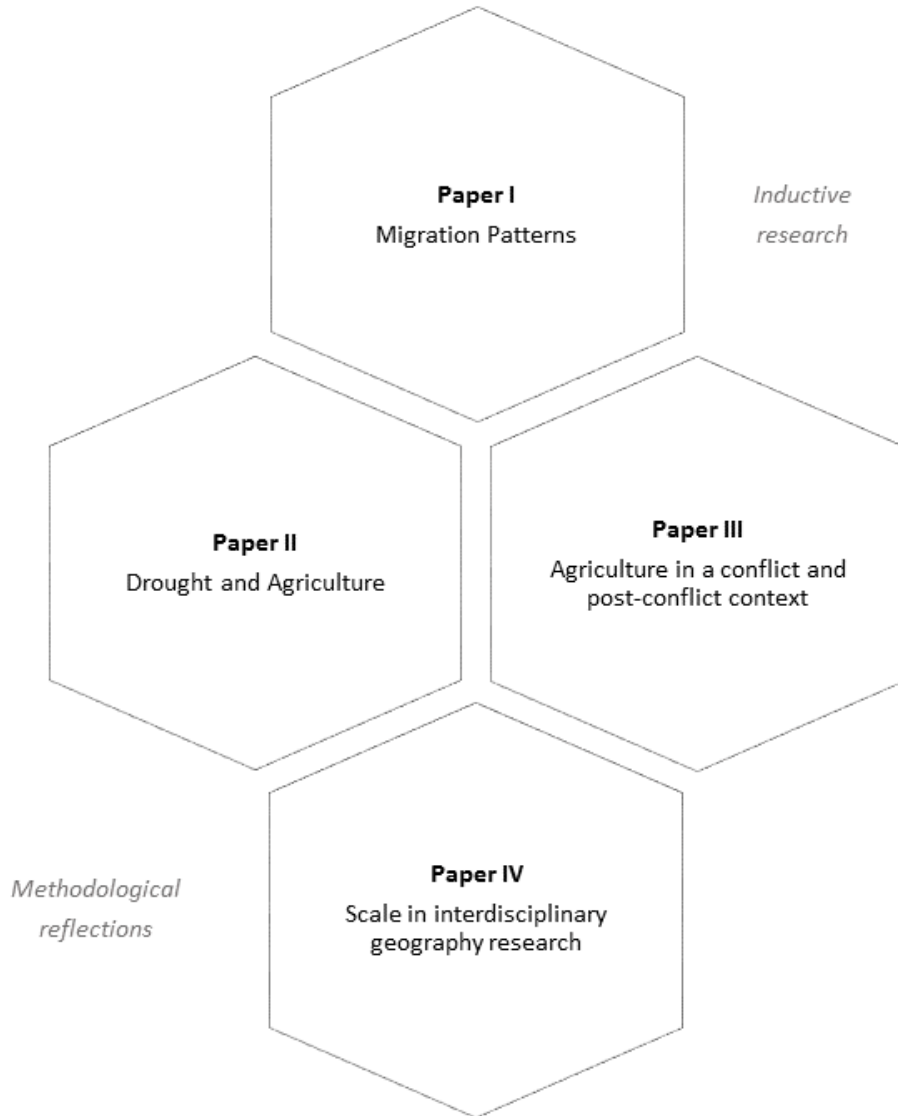 Paper I
Migration Patterns
Inductive
research
Paper II
Drought and Agriculture
Paper III
Agriculture in a conflict and
post-conflict context
Methodological
reflections
Paper IV
Scale in interdisciplinary
geography research